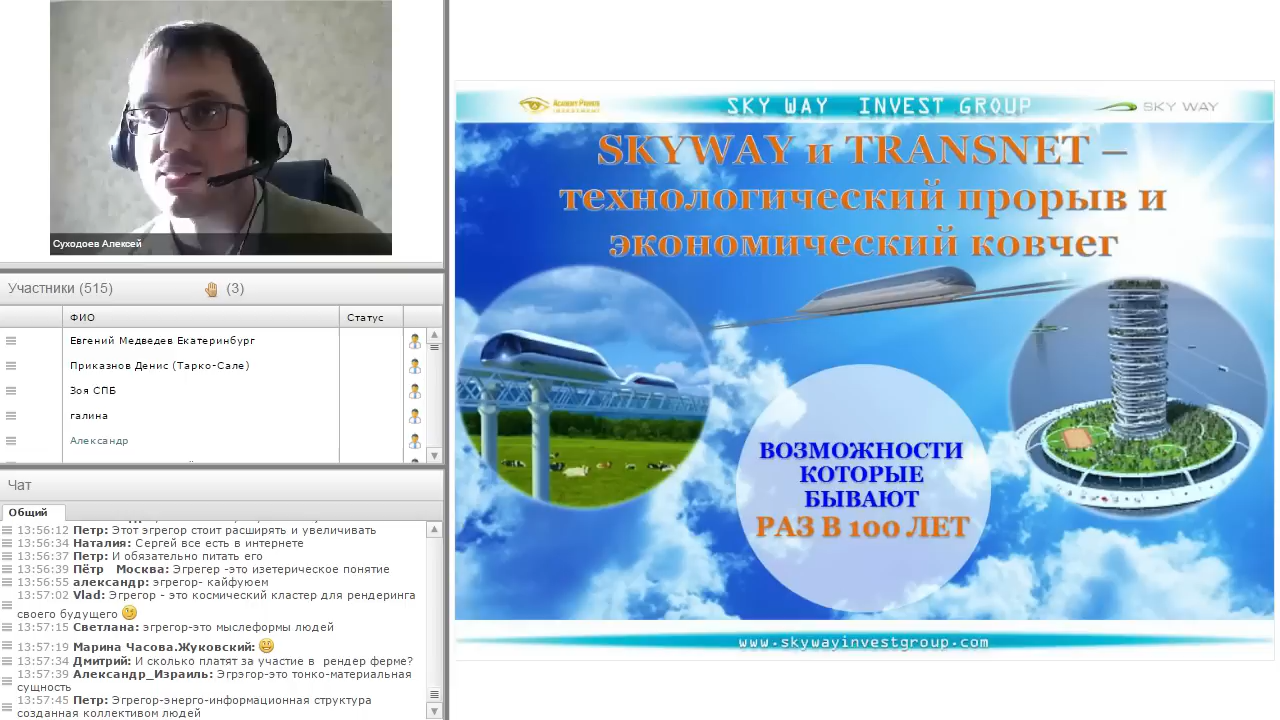 Суходоев Алексей
Участники (515)
(3)
ФИО
Статус
Евгений Медведев Екатеринбург
Приказнов Денис (Тарко-Сале)
Зоя СПБ
галина
Александр
Чат
Общий
13:56:12 Петр: Этот эгрегор стоит расширять и увеличивать
13:56:34 Наталия: Сергей все есть в интернете
13:56:37 Петр: И обязательно питать его
13:56:39 Пётр Москва: Эгрегер -это изетерическое понятие
13:56:55 александр: эгрегор- кайфуюем
13:57:02 Vlad: Эгрегор - это космический кластер для рендеринга
своего будущего
13:57:15 Светлана: эгрегор-это мыслеформы людей
13:57:19 Марина Часова.Жуковский:
13:57:34 Дмитрий: И сколько платят за участие в рендер ферме?
13:57:39 Александр_Израиль: Эгрэгор-это тонко-материальная
сущность
13:57:45 Петр: Эгрегор-энерго-информационная структура
созданная коллективом людей
ACADEMY PRIVATE
INVESTMENT
SKY WAY INVEST GROUP
SKY WAY
SKYWAY и TRANSNET –
технологический прорыв и
экономический ковчег
ВОЗМОЖНОСТИ
КОТОРЫЕ
БЫВАЮТ
РАЗ В 100 ЛЕТ
www.skywayinvestgroup.com